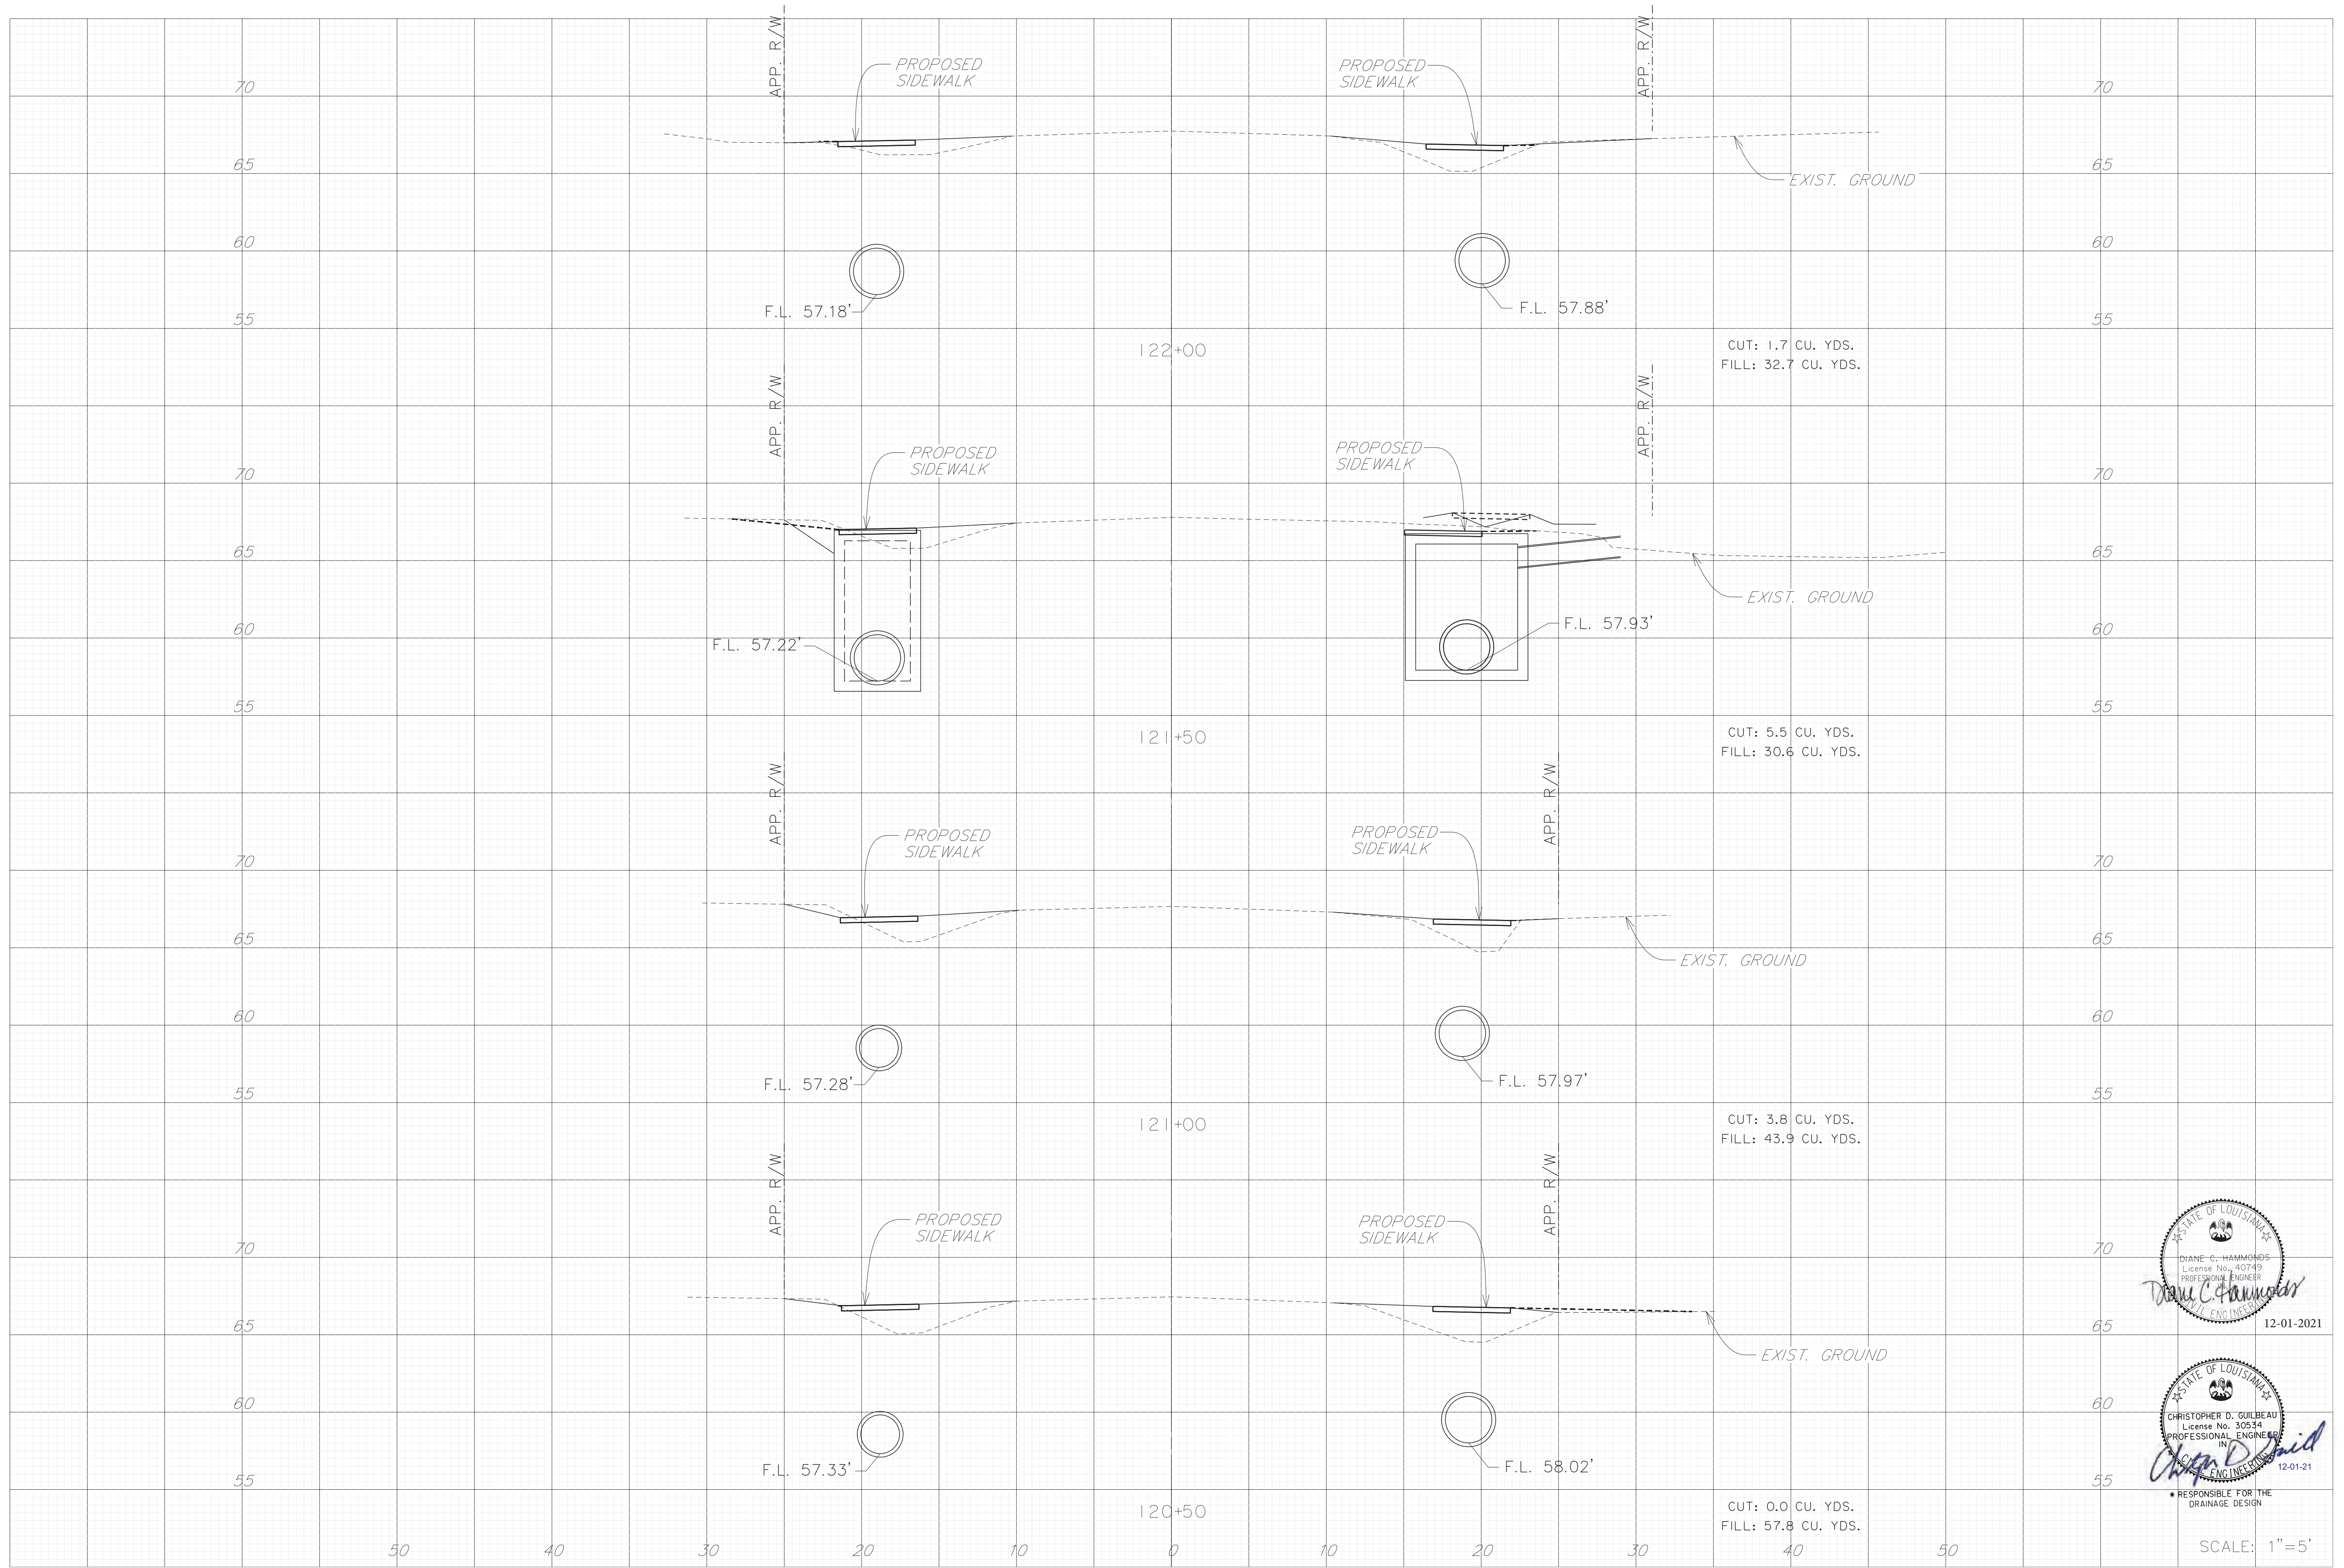 APP. R/W
APP. R/W
PROPOSED
SIDEWALK
PROPOSED
SIDEWALK
70
70
65
65
EXIST. GROUND
60
60
F.L. 57.18'
F.L. 57.88'
55
55
122+00
CUT: 1.7 CU. YDS.
FILL: 32.7 CU. YDS.
APP. R/W
APP. R/W
PROPOSED
SIDEWALK
PROPOSED
SIDEWALK
70
70
65
65
EXIST. GROUND
60
60
F.L. 57.22'
F.L. 57.93'
55
55
121+50
CUT: 5.5 CU. YDS.
FILL: 30.6 CU. YDS.
APP. R/W
APP. R/W
PROPOSED
SIDEWALK
PROPOSED
SIDEWALK
70
70
65
65
EXIST. GROUND
60
60
F.L. 57.28'
F.L. 57.97'
55
55
121+00
CUT: 3.8 CU. YDS.
FILL: 43.9 CU. YDS.
APP. R/W
APP. R/W
PROPOSED
SIDEWALK
PROPOSED
SIDEWALK
70
70
65
65
EXIST. GROUND
60
60
F.L. 57.33'
F.L. 58.02'
55
55
120+50
CUT: 0.0 CU. YDS.
FILL: 57.8 CU. YDS.
50 40 30 20 10 0 10 20 30 40 50
STATE OF LOUISIANA
DIANE C. HAMMONDS
License No. 40749
PROFESSIONAL ENGINEER
IN
CIVIL ENGINEERING
Diane C. Hammonds
12-01-2021
STATE OF LOUISIANA
CHRISTOPHER D. GUILBEAU
License No. 30534
PROFESSIONAL ENGINEER
IN
CIVIL ENGINEERING
12-01-21
* RESPONSIBLE FOR THE
DRAINAGE DESIGN
SCALE: 1"=5'